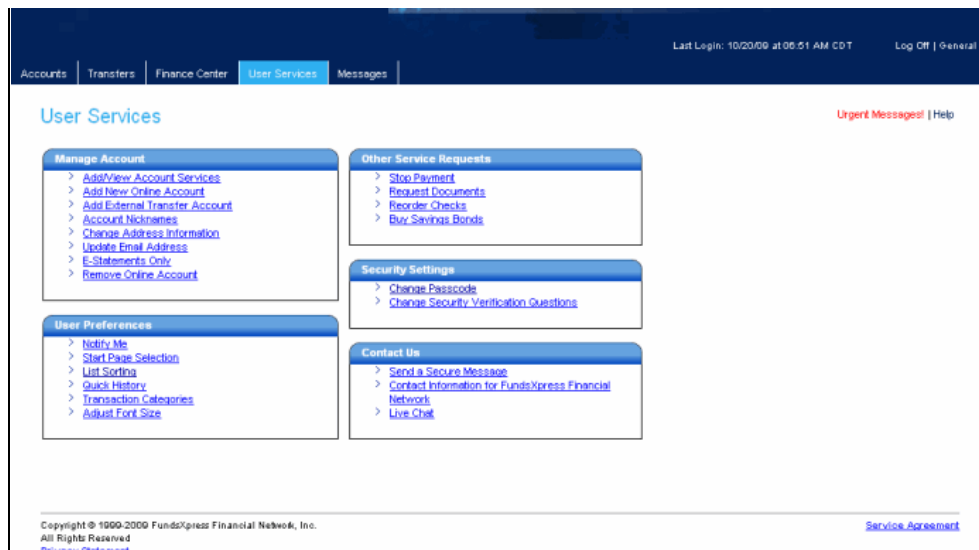 Last Login: 10/20/09 at 06:51 AM CDT Log Off | General
Accounts Transfers Finance Center User Services Messages
User Services
Urgent Messages! | Help
Manage Account
Add/View Account Services
Add New Online Account
Add External Transfer Account
Account Nicknames
Change Address Information
Update Email Address
E-Statements Only
Remove Online Account
User Preferences
Notify Me
Start Page Selection
List Sorting
Quick History
Transaction Categories
Adjust Font Size
Other Service Requests
Stop Payment
Request Documents
Reorder Checks
Buy Savings Bonds
Security Settings
Change Passcode
Change Security Verification Questions
Contact Us
Send a Secure Message
Contact Information for FundsXpress Financial
Network
Live Chat
Copyright © 1999-2009 FundsXpress Financial Network, Inc.
All Rights Reserved
Privacy Statement
Service Agreement